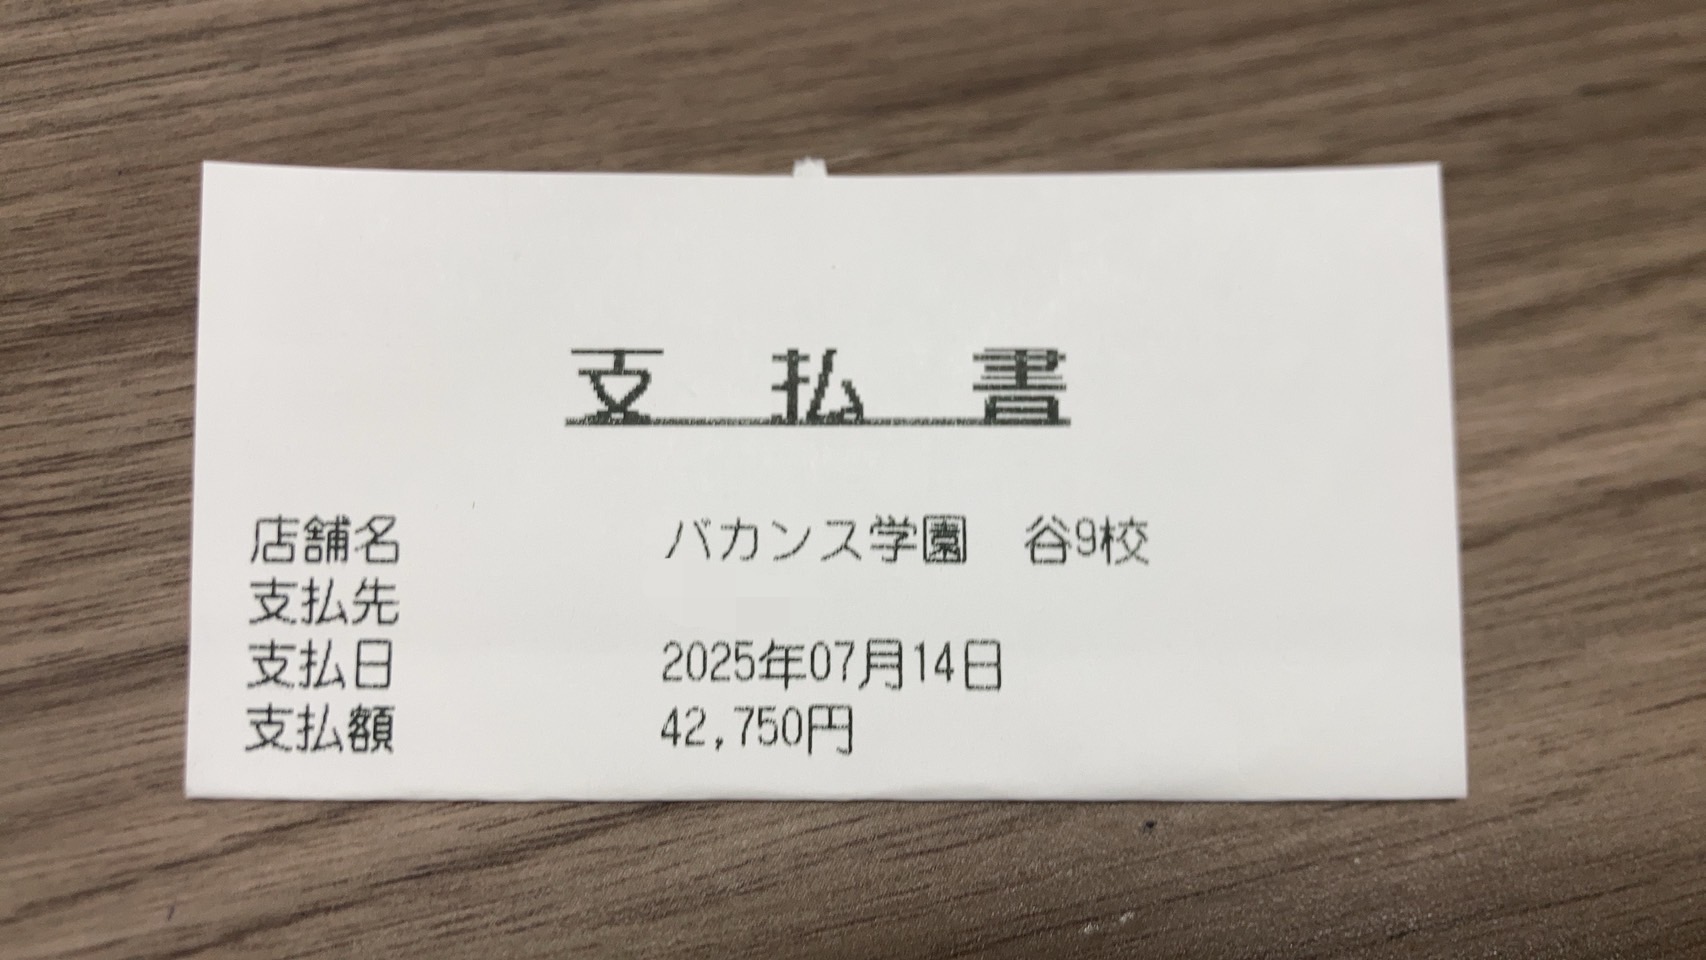 支　払　書
店舗名　バカンス学園　谷9校
支払先
支払日　2025年07月14日
支払額　42,750円